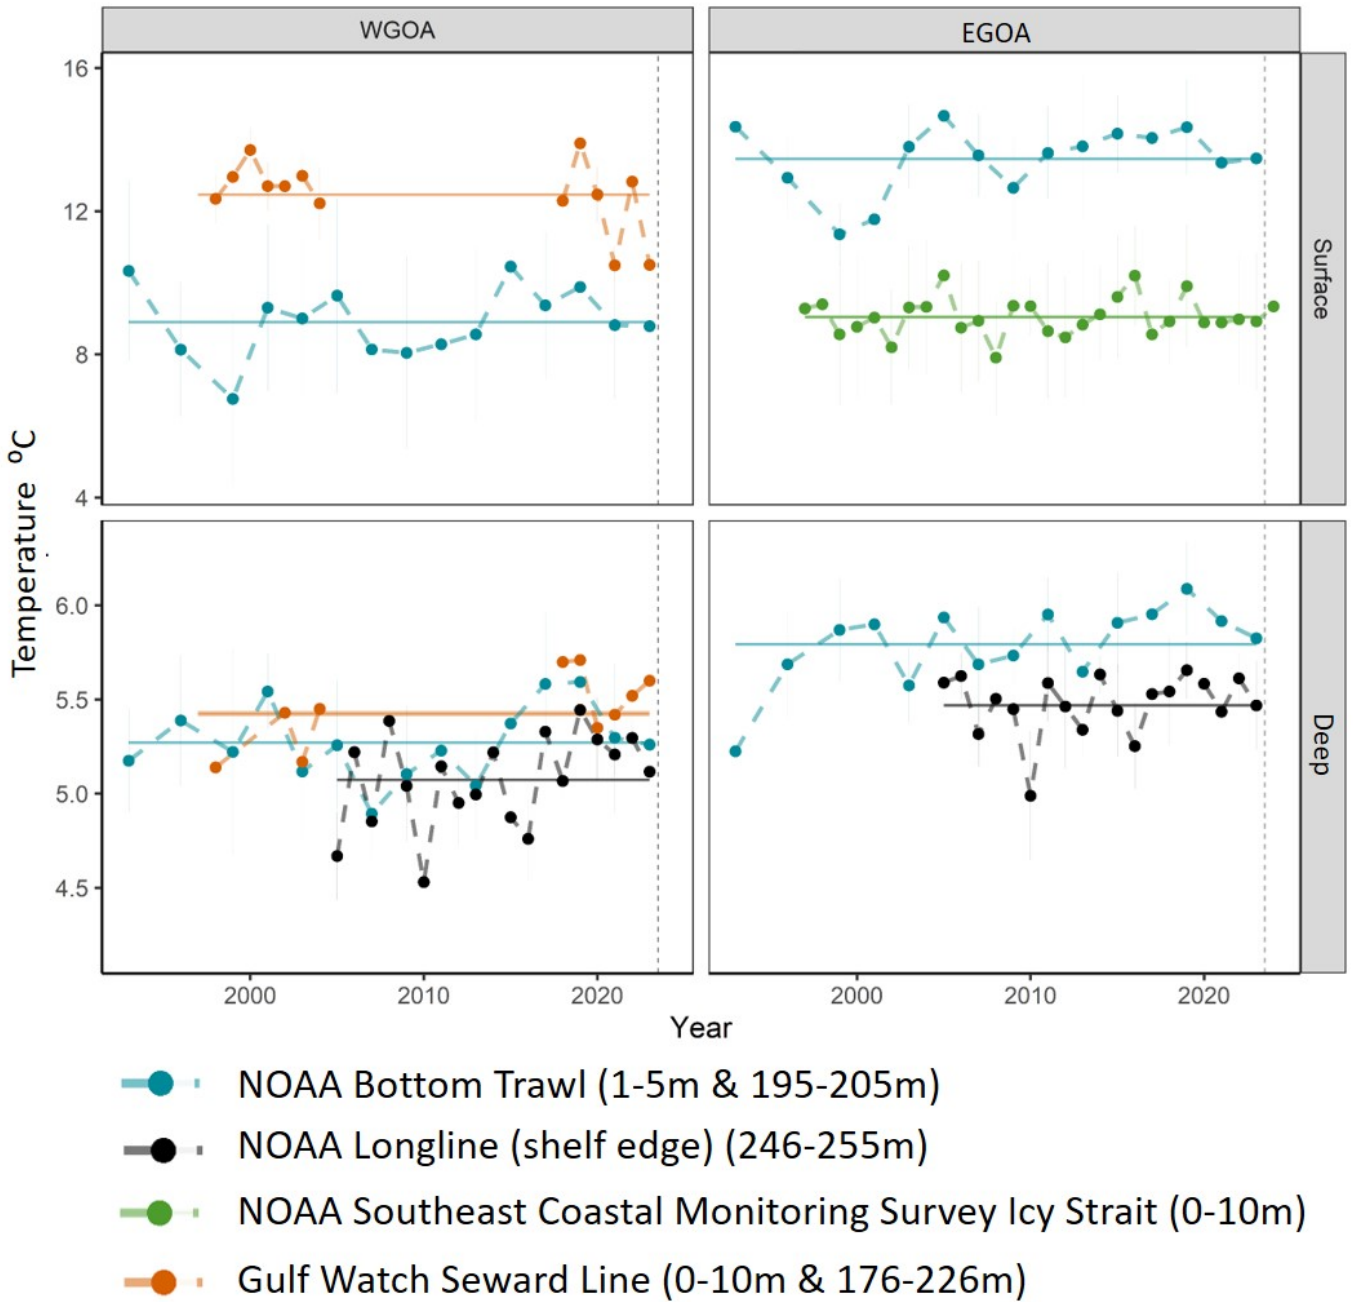 WGOA
EGOA
16
12
8
4
Surface
Temperature ºC
6.0
5.5
5.0
4.5
Deep
2000
2010
2020
2000
2010
2020
Year
NOAA Bottom Trawl (1-5m & 195-205m)
NOAA Longline (shelf edge) (246-255m)
NOAA Southeast Coastal Monitoring Survey Icy Strait (0-10m)
Gulf Watch Seward Line (0-10m & 176-226m)